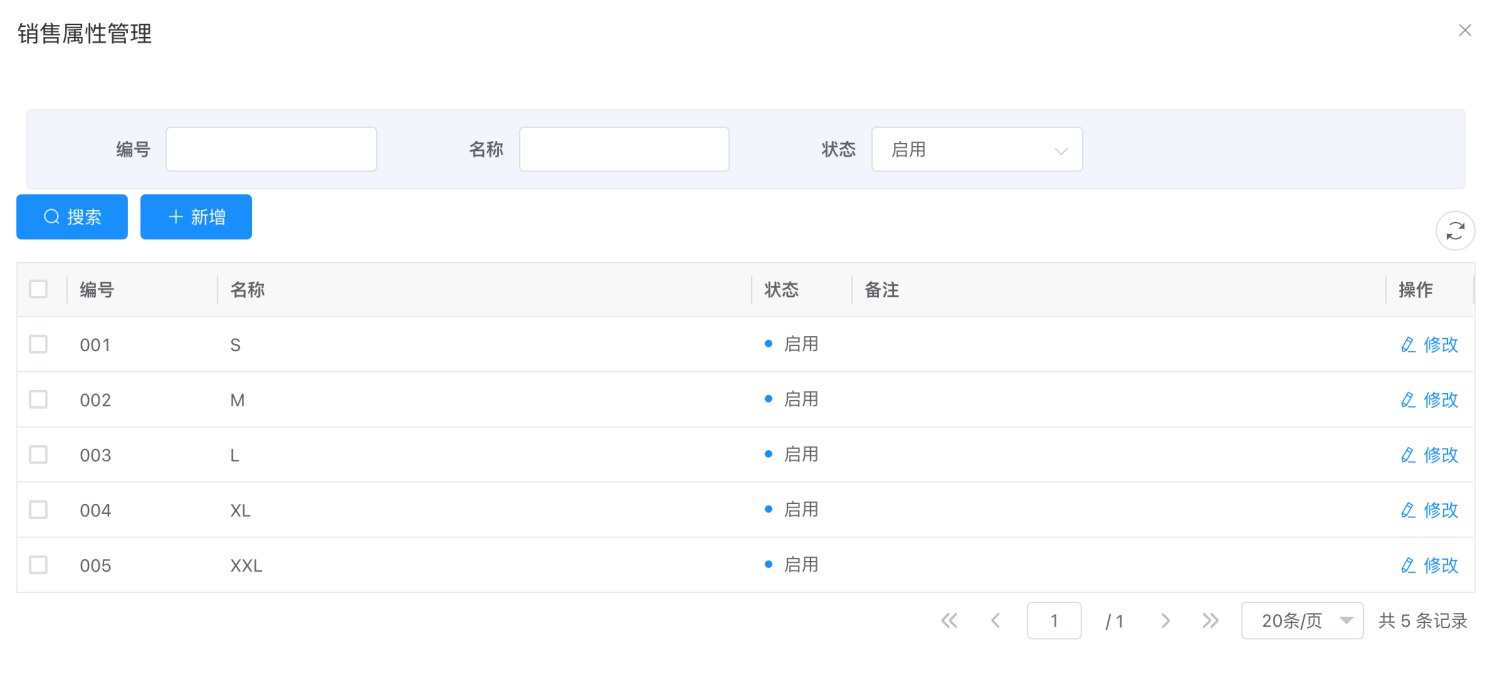 销售属性管理
编号 名称 状态 启用
搜索 新增
编号 名称 状态 备注 操作
001 S 启用 修改
002 M 启用 修改
003 L 启用 修改
004 XL 启用 修改
005 XXL 启用 修改
1 / 1 20条/页 共 5 条记录